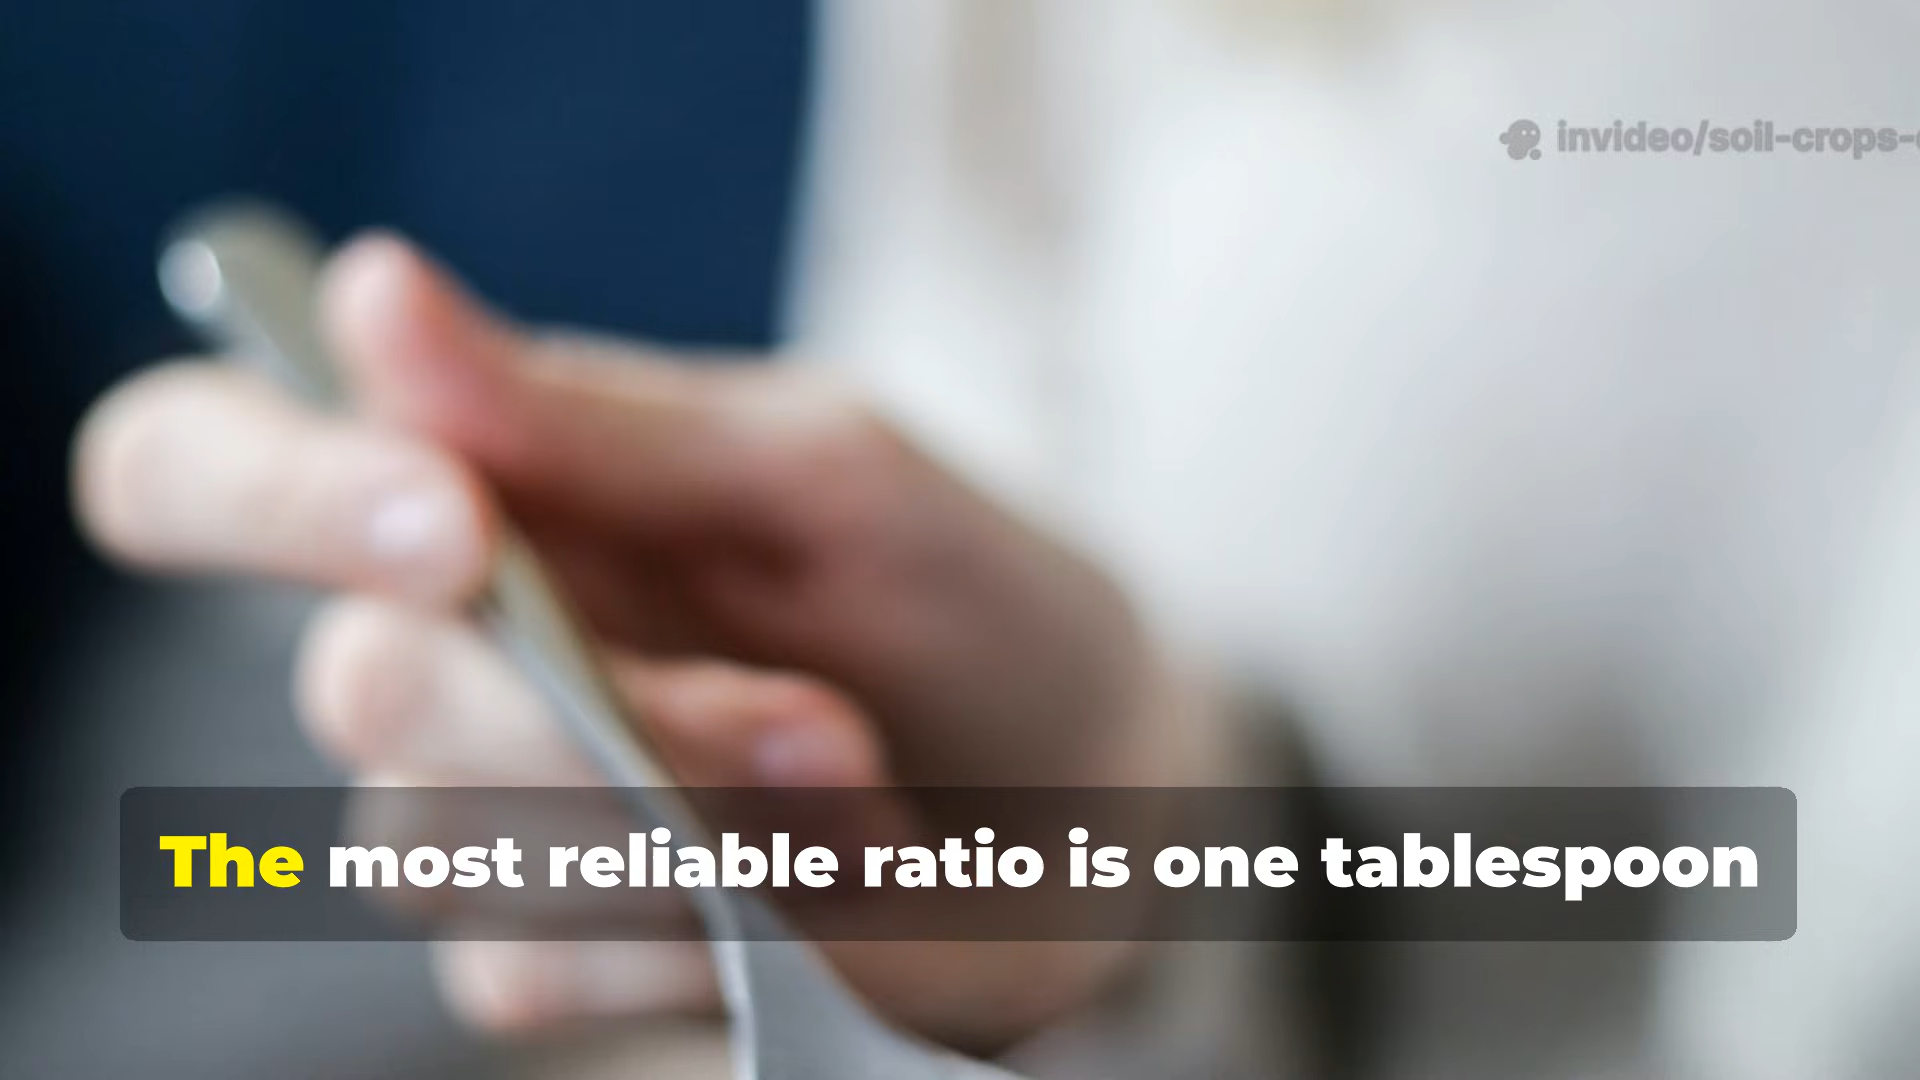 invideo/soil-crops-
The most reliable ratio is one tablespoon